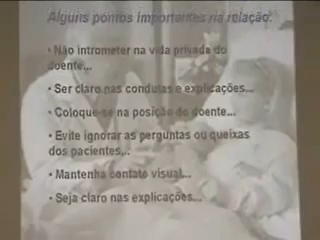 Alguns pontos importantes na relação:
• Não intrometer na vida privada do
doente...
• Ser claro nas condutas e explicações...
• Coloque-se na posição do doente...
• Evite ignorar as perguntas ou queixas
dos pacientes...
• Mantenha contato visual...
• Seja claro nas explicações...